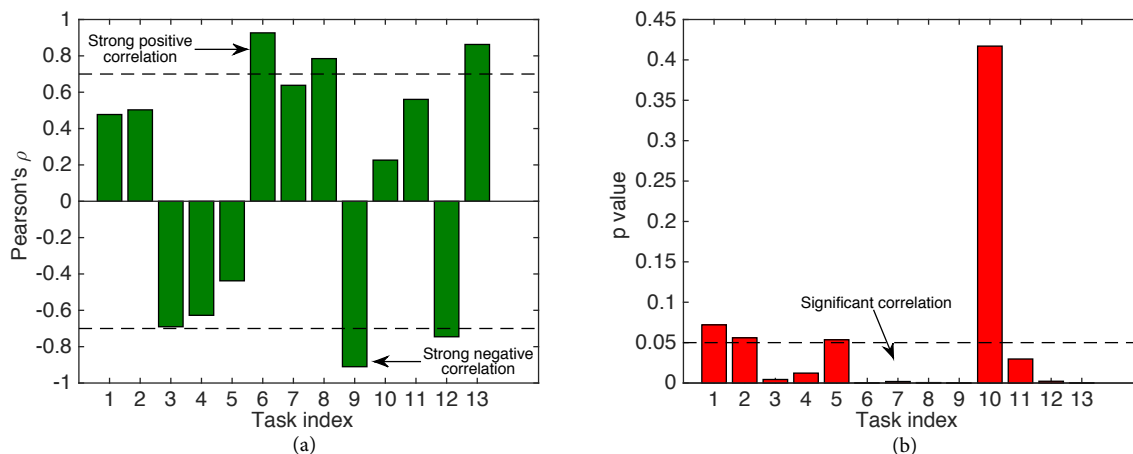 1
0.8
0.6
0.4
0.2
0
-0.2
-0.4
-0.6
-0.8
-1
Pearson's ρ
Strong positive
correlation
Strong negative
correlation
1 2 3 4 5 6 7 8 9 10 11 12 13
Task index
(a)
0.45
0.4
0.35
0.3
0.25
0.2
0.15
0.1
0.05
0
p value
Significant correlation
1 2 3 4 5 6 7 8 9 10 11 12 13
Task index
(b)